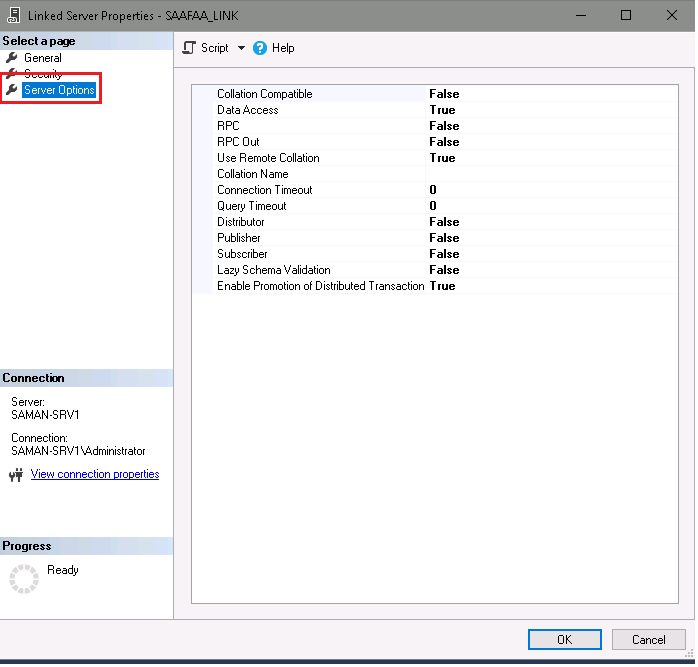 Linked Server Properties - SAAFAA_LINK
Select a page
General
Security
Server Options
Script
Help
Collation Compatible False
Data Access True
RPC False
RPC Out False
Use Remote Collation True
Collation Name
Connection Timeout 0
Query Timeout 0
Distributor False
Publisher False
Subscriber False
Lazy Schema Validation False
Enable Promotion of Distributed Transaction True
Connection
Server:
SAMAN-SRV1
Connection:
SAMAN-SRV1\Administrator
View connection properties
Progress
Ready
OK
Cancel